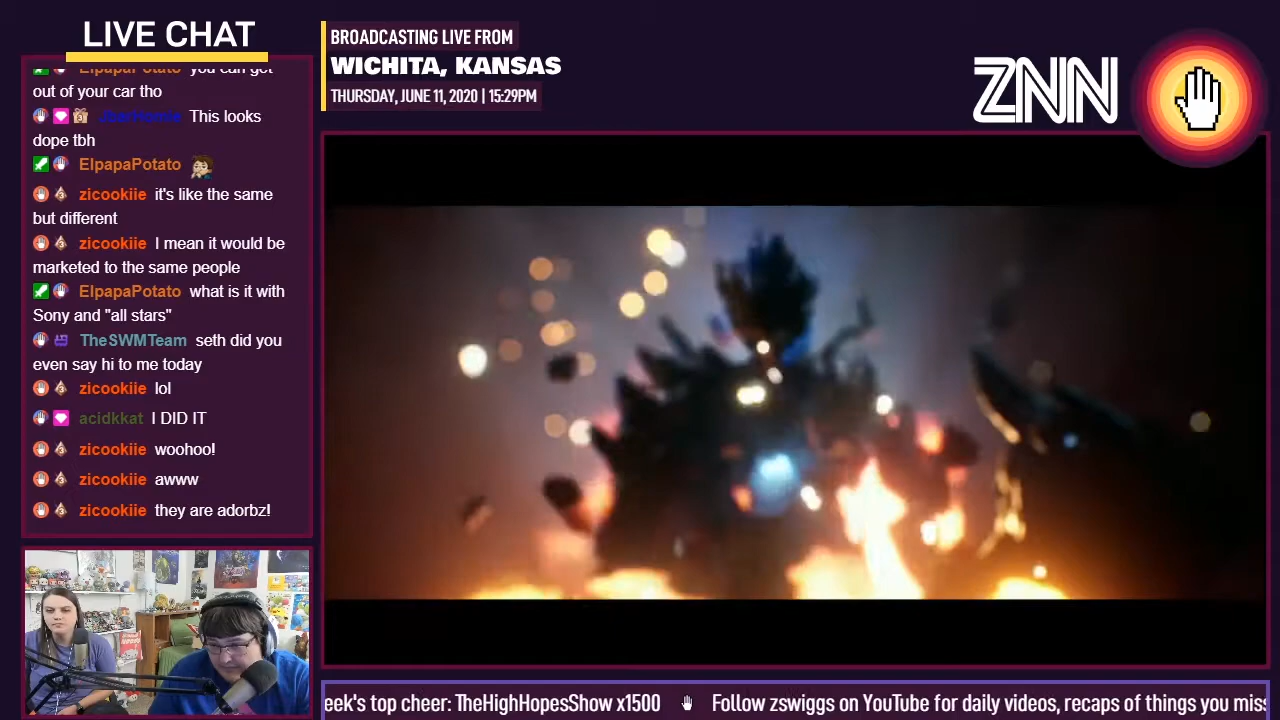 LIVE CHAT
ElpapaPotato you can get
out of your car tho
This looks
dope tbh
ElpapaPotato
zicookiie it's like the same
but different
zicookiie I mean it would be
marketed to the same people
ElpapaPotato what is it with
Sony and "all stars"
TheSWMTeam seth did you
even say hi to me today
zicookiie lol
acidkkat I DID IT
zicookiie woohoo!
zicookiie awww
zicookiie they are adorbz!
BROADCASTING LIVE FROM
WICHITA, KANSAS
THURSDAY, JUNE 11, 2020 | 15:29PM
ZNN
eek's top cheer: TheHighHopesShow x1500 Follow zswiggs on YouTube for daily videos, recaps of things you miss